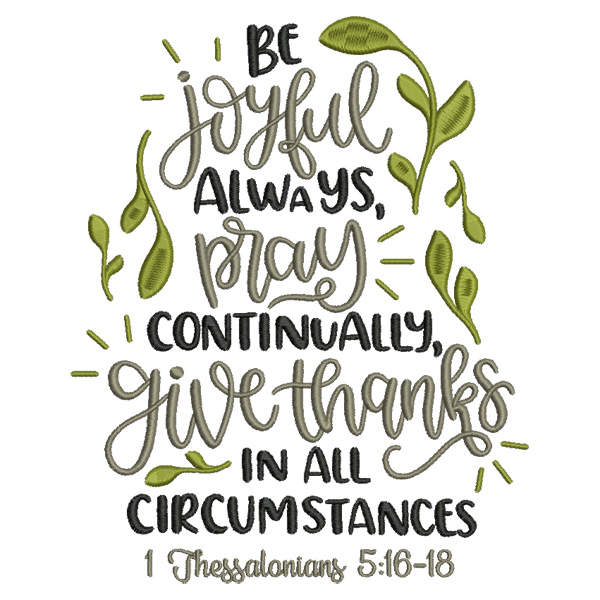 BE
joyful
ALWAYS,
pray
CONTINUALLY,
give thanks
IN ALL
CIRCUMSTANCES
1 Thessalonians 5:16-18